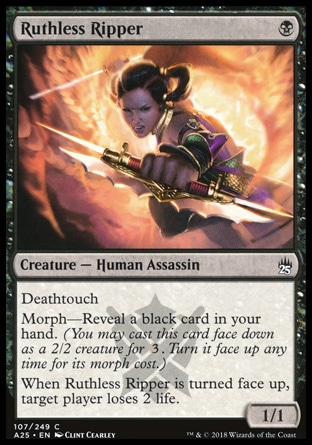 Ruthless Ripper
Creature — Human Assassin
25
Deathtouch
Morph—Reveal a black card in your
hand. (You may cast this card face down
as a 2/2 creature for 3. Turn it face up any
time for its morph cost.)
When Ruthless Ripper is turned face up,
target player loses 2 life.
1/1
107/249 C
A25 • EN Clint Cearley
™ & © 2018 Wizards of the Coast